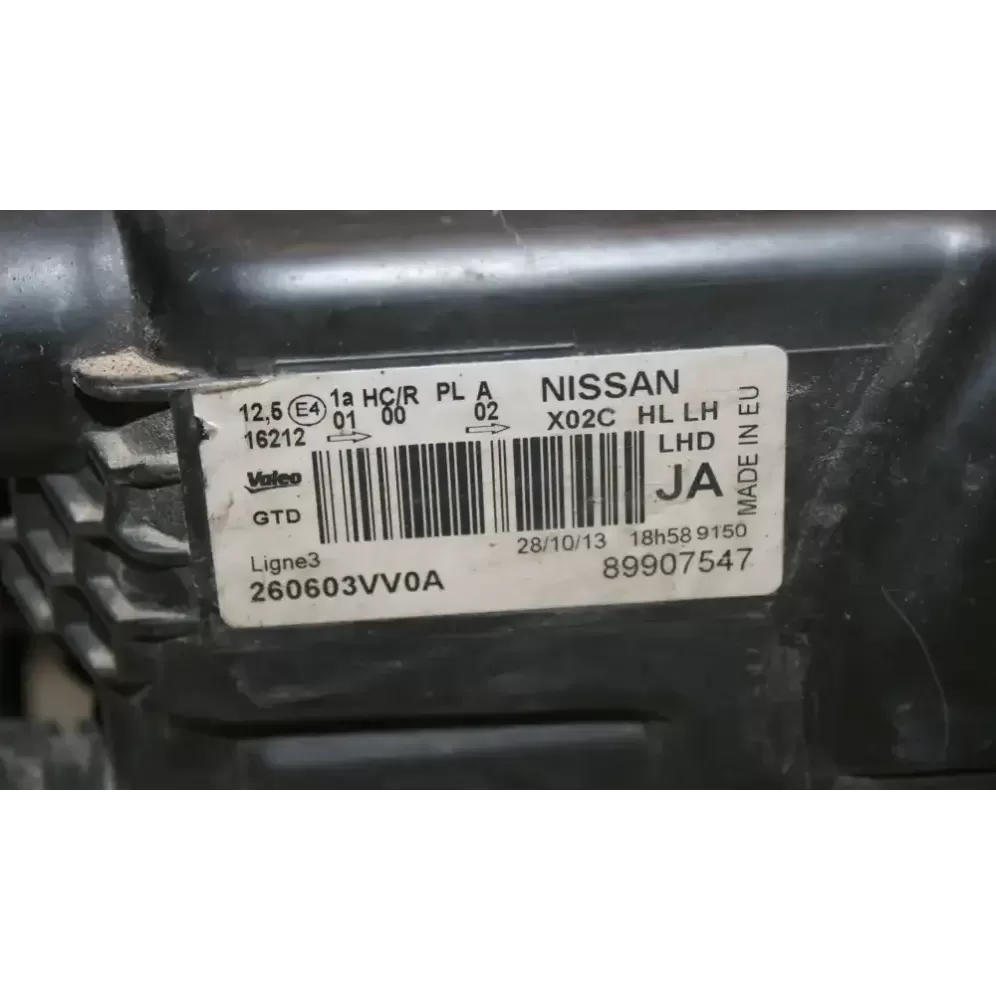 12,5 E4 1a HC/R PL A NISSAN
16212 01 → 00 02 → X02C HL LH
LHD
Valeo JA
GTD
MADE IN EU
28/10/13 18h58 9150
Ligne3 89907547
260603VV0A